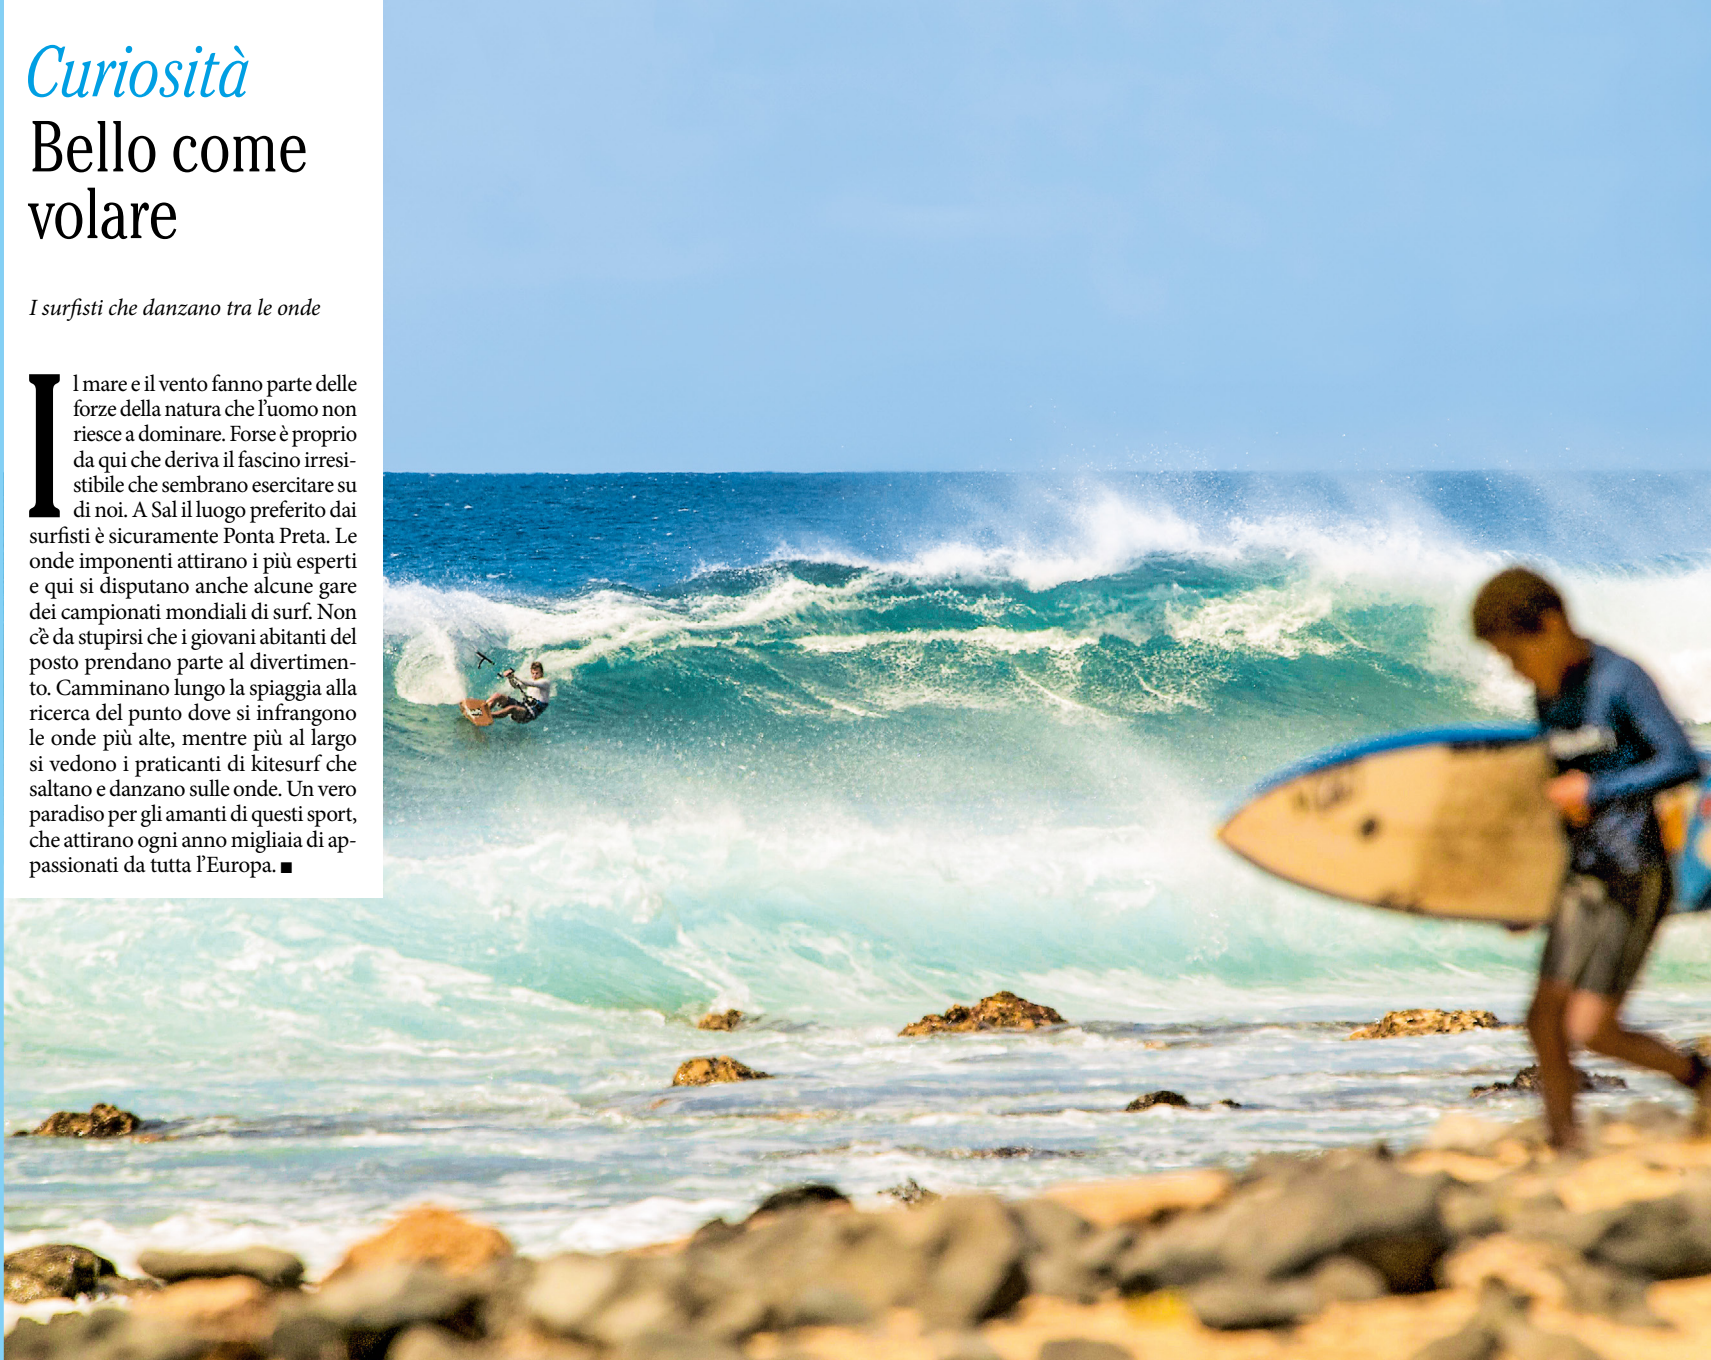 Curiosità
Bello come
volare
I surfisti che danzano tra le onde
Il mare e il vento fanno parte delle
forze della natura che l'uomo non
riesce a dominare. Forse è proprio
da qui che deriva il fascino irresi-
stibile che sembrano esercitare su
di noi. A Sal il luogo preferito dai
surfisti è sicuramente Ponta Preta. Le
onde imponenti attirano i più esperti
e qui si disputano anche alcune gare
dei campionati mondiali di surf. Non
c'è da stupirsi che i giovani abitanti del
posto prendano parte al divertimen-
to. Camminano lungo la spiaggia alla
ricerca del punto dove si infrangono
le onde più alte, mentre più al largo
si vedono i praticanti di kitesurf che
saltano e danzano sulle onde. Un vero
paradiso per gli amanti di questi sport,
che attirano ogni anno migliaia di ap-
passionati da tutta l'Europa. ■